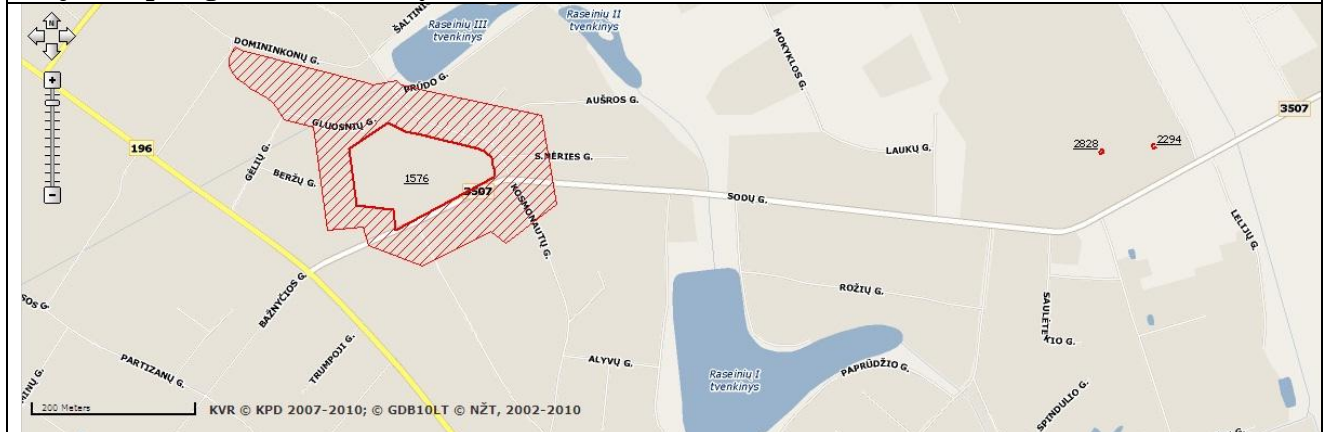 ŠALTINI
Raseinių III
tvenkinys
Raseinių II
tvenkinys
N
DOMININKONŲ G.
PRŪDO G.
MOKYKLOS G.
AUŠROS G.
3507
196
GLUOSNIŲ G.
GĖLIŲ G.
BERŽŲ G.
S.NĖRIES G.
LAUKŲ G.
2828
2294
1576
3507
KOSMONAUTŲ G.
SODŲ G.
LELIJŲ G.
BAŽNYČIOS G.
ROŽIŲ G.
SAULĖTEKIO G.
SOS G.
TRUMPOJI G.
PARTIZANŲ G.
ALYVŲ G.
Raseinių I
tvenkinys
PAPRŪDŽIO G.
MINŲ G.
SPINDULIO G.
200 Meters
KVR © KPD 2007-2010; © GDB10LT © NŽT, 2002-2010